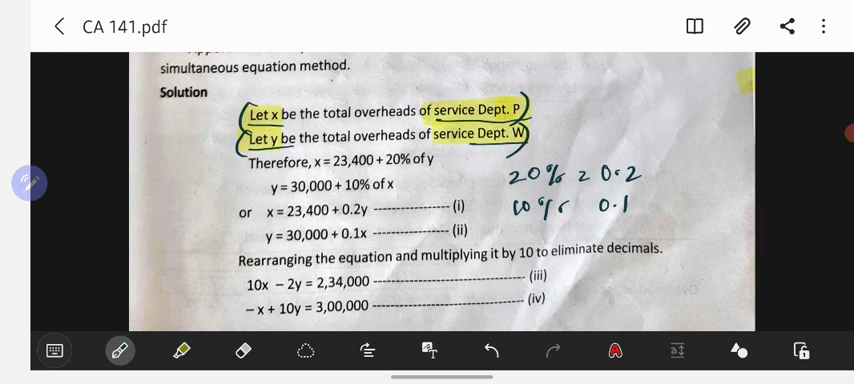 CA 141.pdf
simultaneous equation method.
Solution
Let x be the total overheads of service Dept. P
Let y be the total overheads of service Dept. W
Therefore, x = 23,400 + 20% of y
y = 30,000 + 10% of x
20% = 0.2
or x = 23,400 + 0.2y ---------------- (i)
10% 0.1
y = 30,000 + 0.1x ---------------- (ii)
Rearranging the equation and multiplying it by 10 to eliminate decimals.
10x – 2y = 2,34,000 -------------------------------- (iii)
– x + 10y = 3,00,000 -------------------------------- (iv)
T
A
a